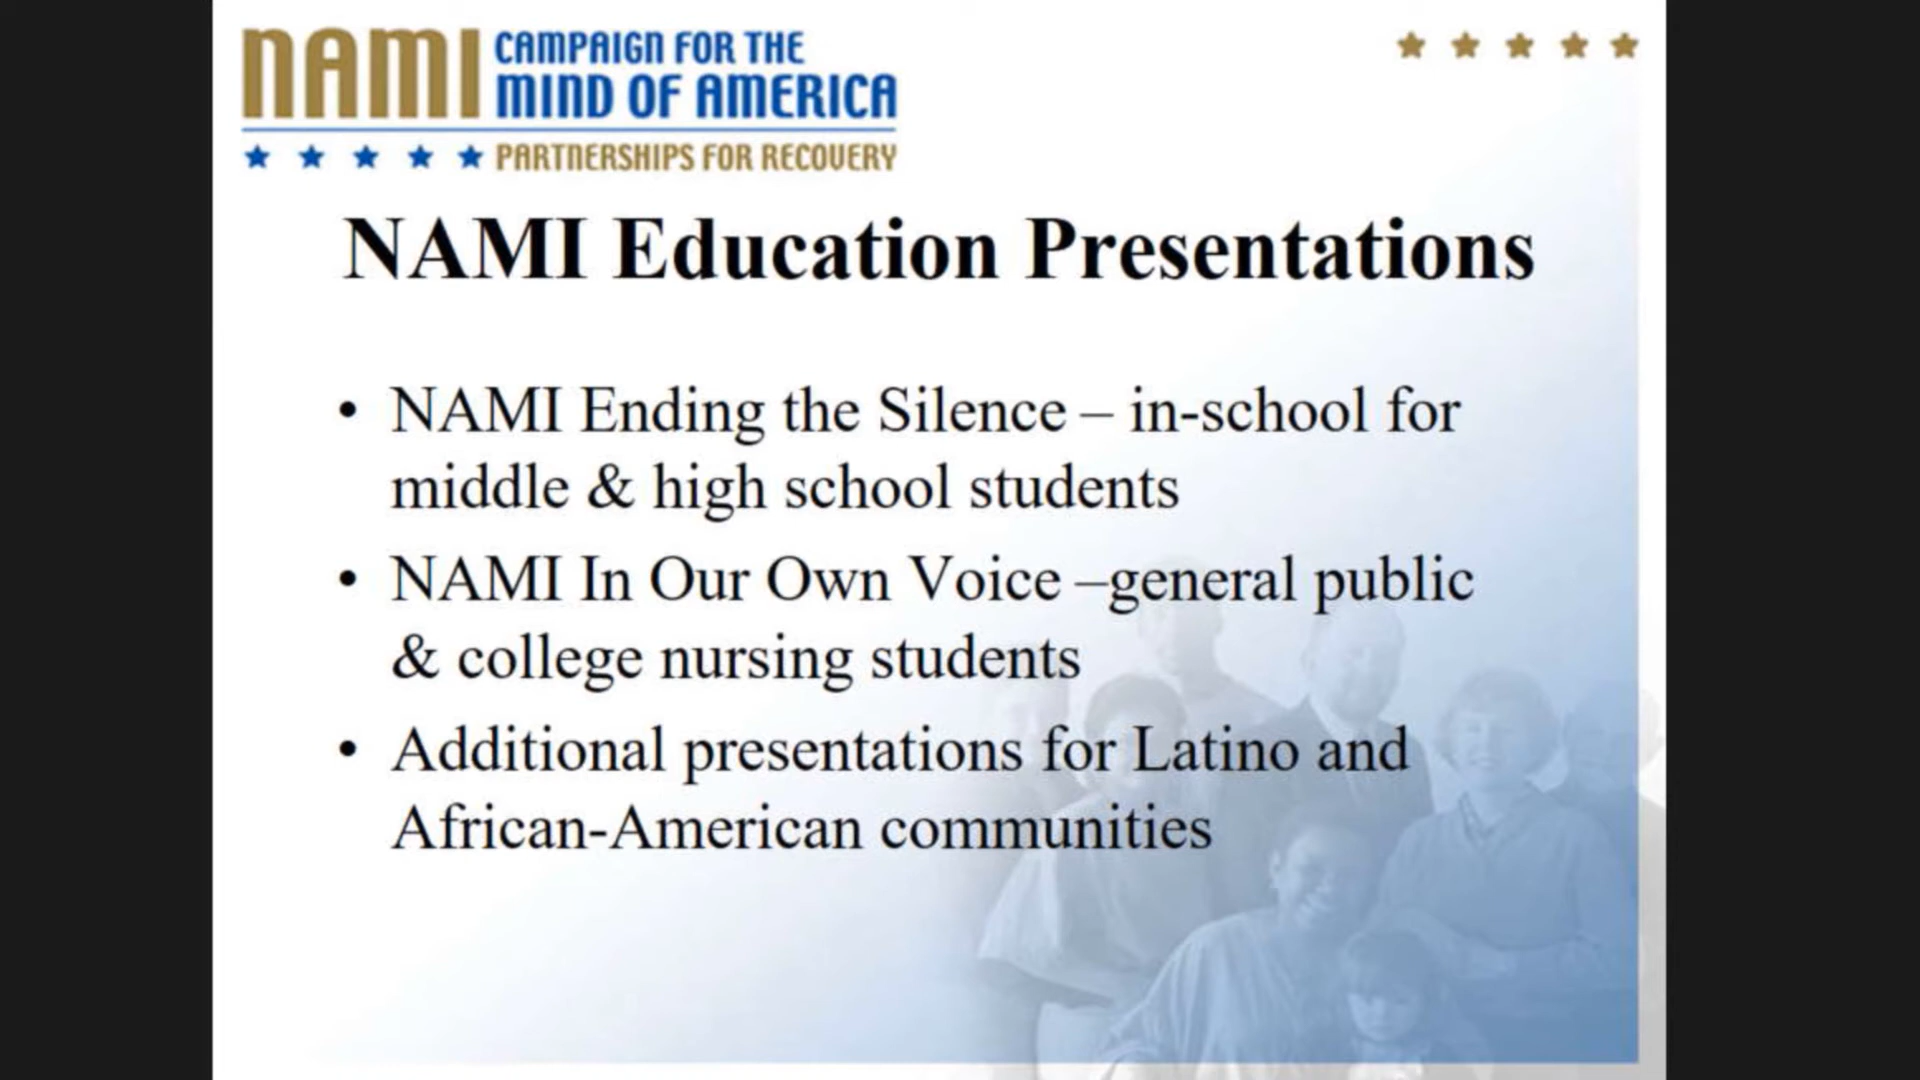 NAMI CAMPAIGN FOR THE
MIND OF AMERICA
PARTNERSHIPS FOR RECOVERY
NAMI Education Presentations
• NAMI Ending the Silence – in-school for
middle & high school students
• NAMI In Our Own Voice –general public
& college nursing students
• Additional presentations for Latino and
African-American communities